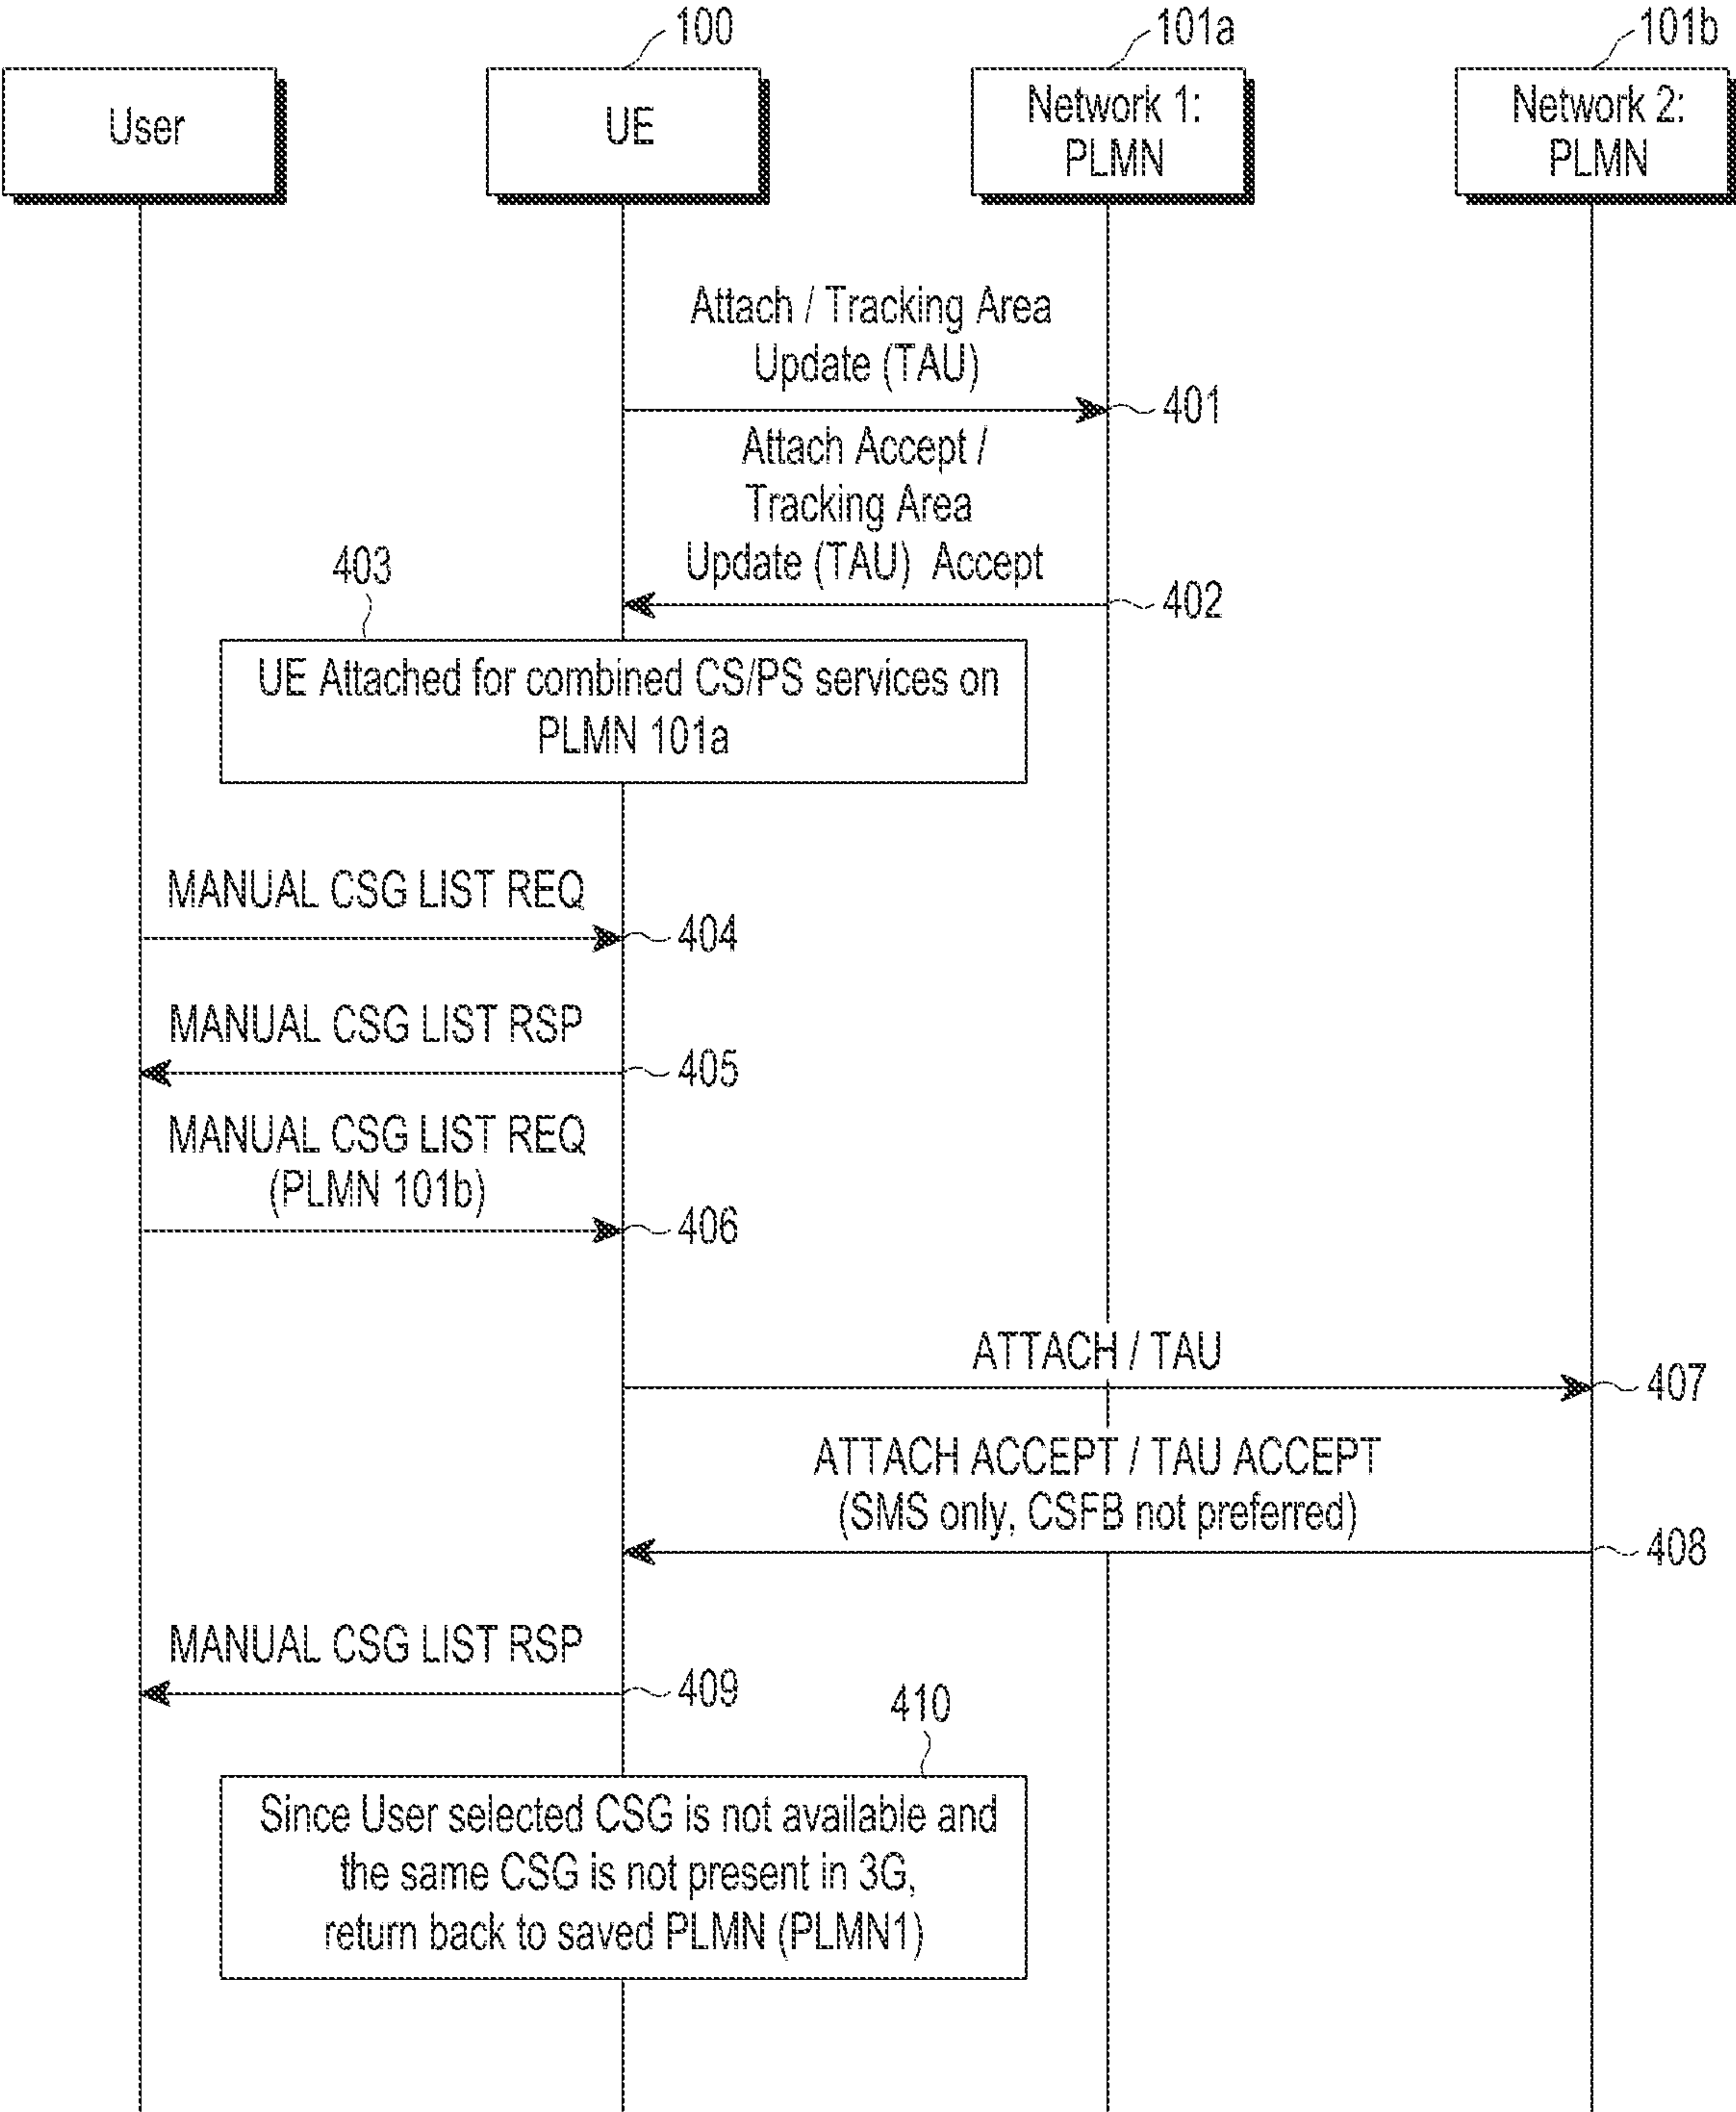 100
101a
101b
User
UE
Network 1:
PLMN
Network 2:
PLMN
Attach / Tracking Area
Update (TAU)
401
Attach Accept /
Tracking Area
Update (TAU) Accept
402
403
UE Attached for combined CS/PS services on
PLMN 101a
MANUAL CSG LIST REQ
404
MANUAL CSG LIST RSP
405
MANUAL CSG LIST REQ
(PLMN 101b)
406
ATTACH / TAU
407
ATTACH ACCEPT / TAU ACCEPT
(SMS only, CSFB not preferred)
408
MANUAL CSG LIST RSP
409
410
Since User selected CSG is not available and
the same CSG is not present in 3G,
return back to saved PLMN (PLMN1)